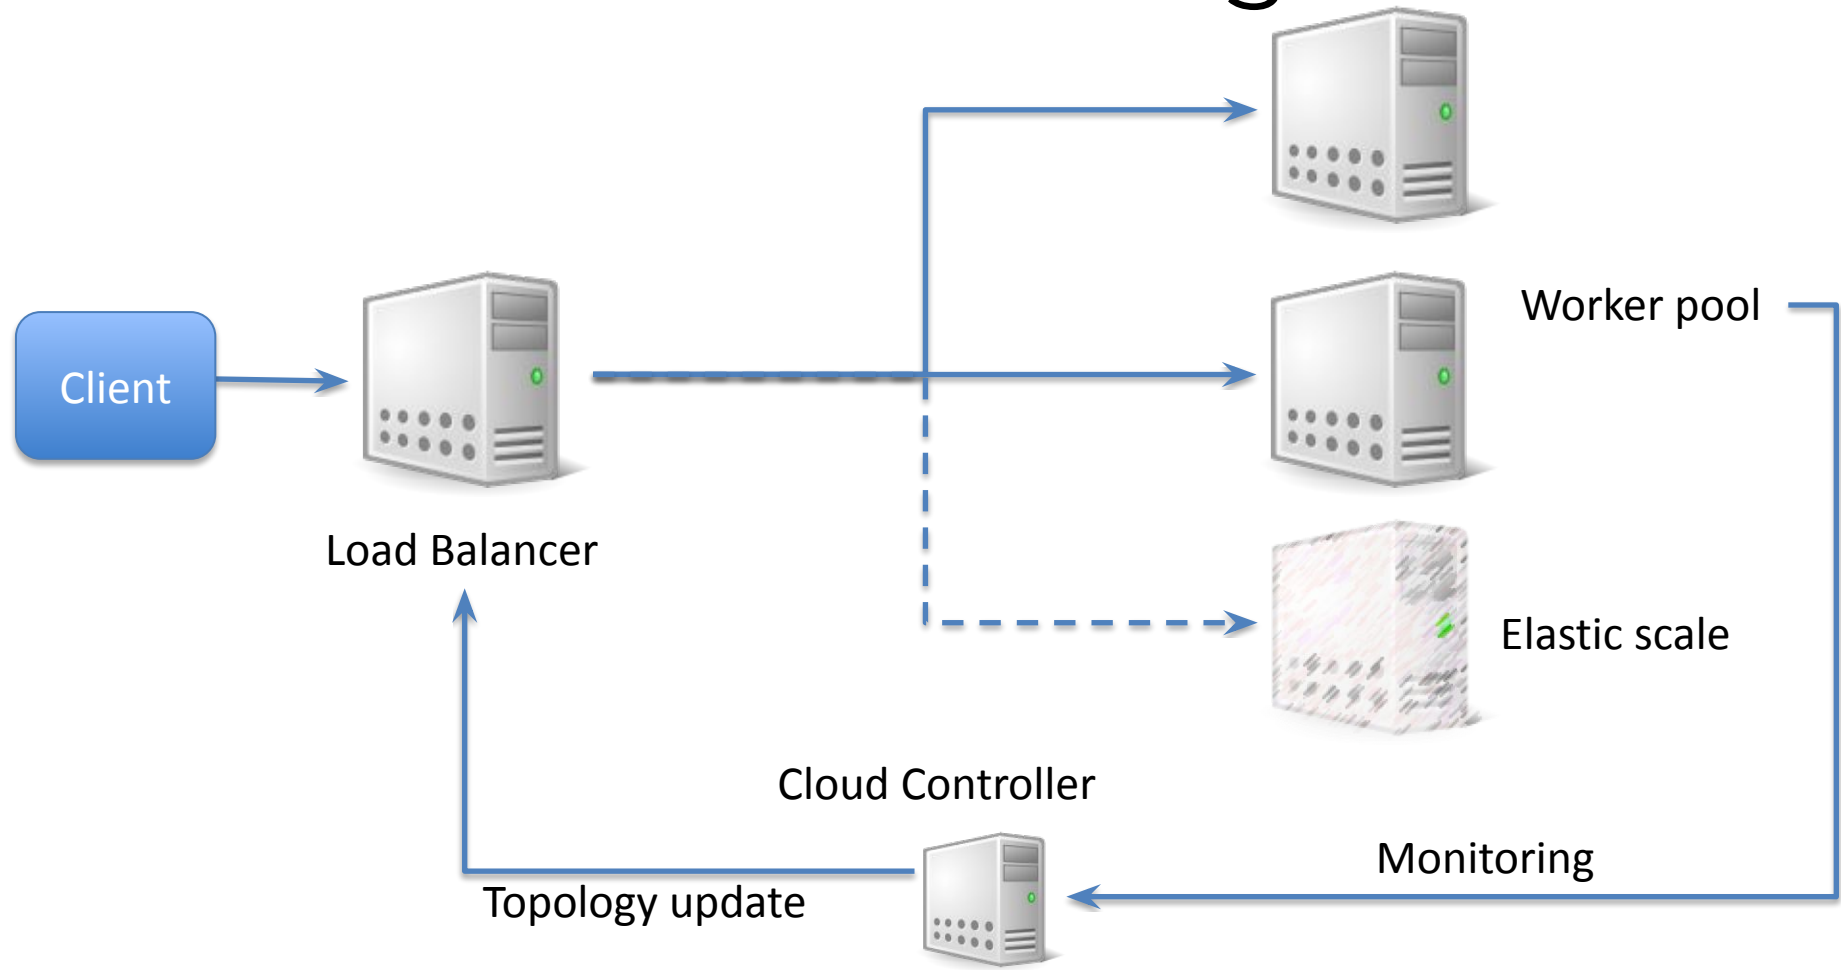 Client
Load Balancer
Worker pool
Elastic scale
Cloud Controller
Monitoring
Topology update